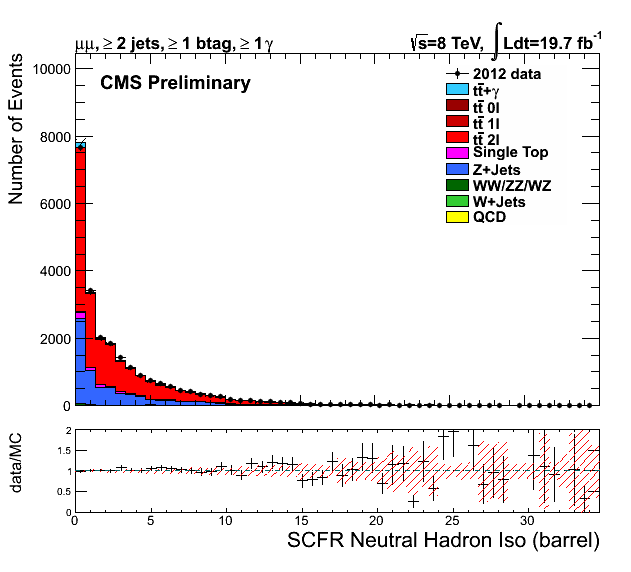 μμ, ≥ 2 jets, ≥ 1 btag, ≥ 1 γ
√s=8 TeV, ∫ Ldt=19.7 fb⁻¹
CMS Preliminary
2012 data
tt̄+γ
tt̄ 0l
tt̄ 1l
tt̄ 2l
Single Top
Z+Jets
WW/ZZ/WZ
W+Jets
QCD
Number of Events
10000
8000
6000
4000
2000
0
data/MC
2
1.5
1
0.5
0
0 5 10 15 20 25 30
SCFR Neutral Hadron Iso (barrel)